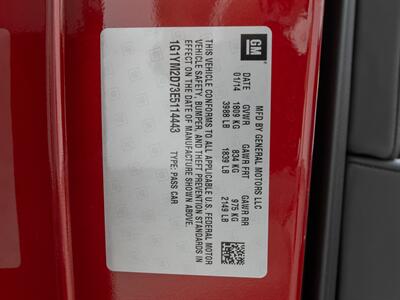 GM
MFD BY GENERAL MOTORS LLC
DATE GVWR GAWR FRT GAWR RR
01/14 1809 KG 834 KG 975 KG
3988 LB 1839 LB 2149 LB
THIS VEHICLE CONFORMS TO ALL APPLICABLE U.S. FEDERAL MOTOR
VEHICLE SAFETY, BUMPER, AND THEFT PREVENTION STANDARDS IN
EFFECT ON THE DATE OF MANUFACTURE SHOWN ABOVE.
1G1YM2D73E5114443 TYPE: PASS CAR